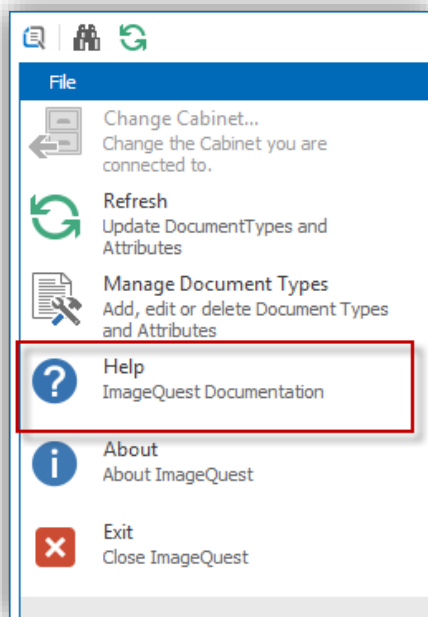 File
Change Cabinet...
Change the Cabinet you are
connected to.
Refresh
Update DocumentTypes and
Attributes
Manage Document Types
Add, edit or delete Document Types
and Attributes
Help
ImageQuest Documentation
About
About ImageQuest
Exit
Close ImageQuest